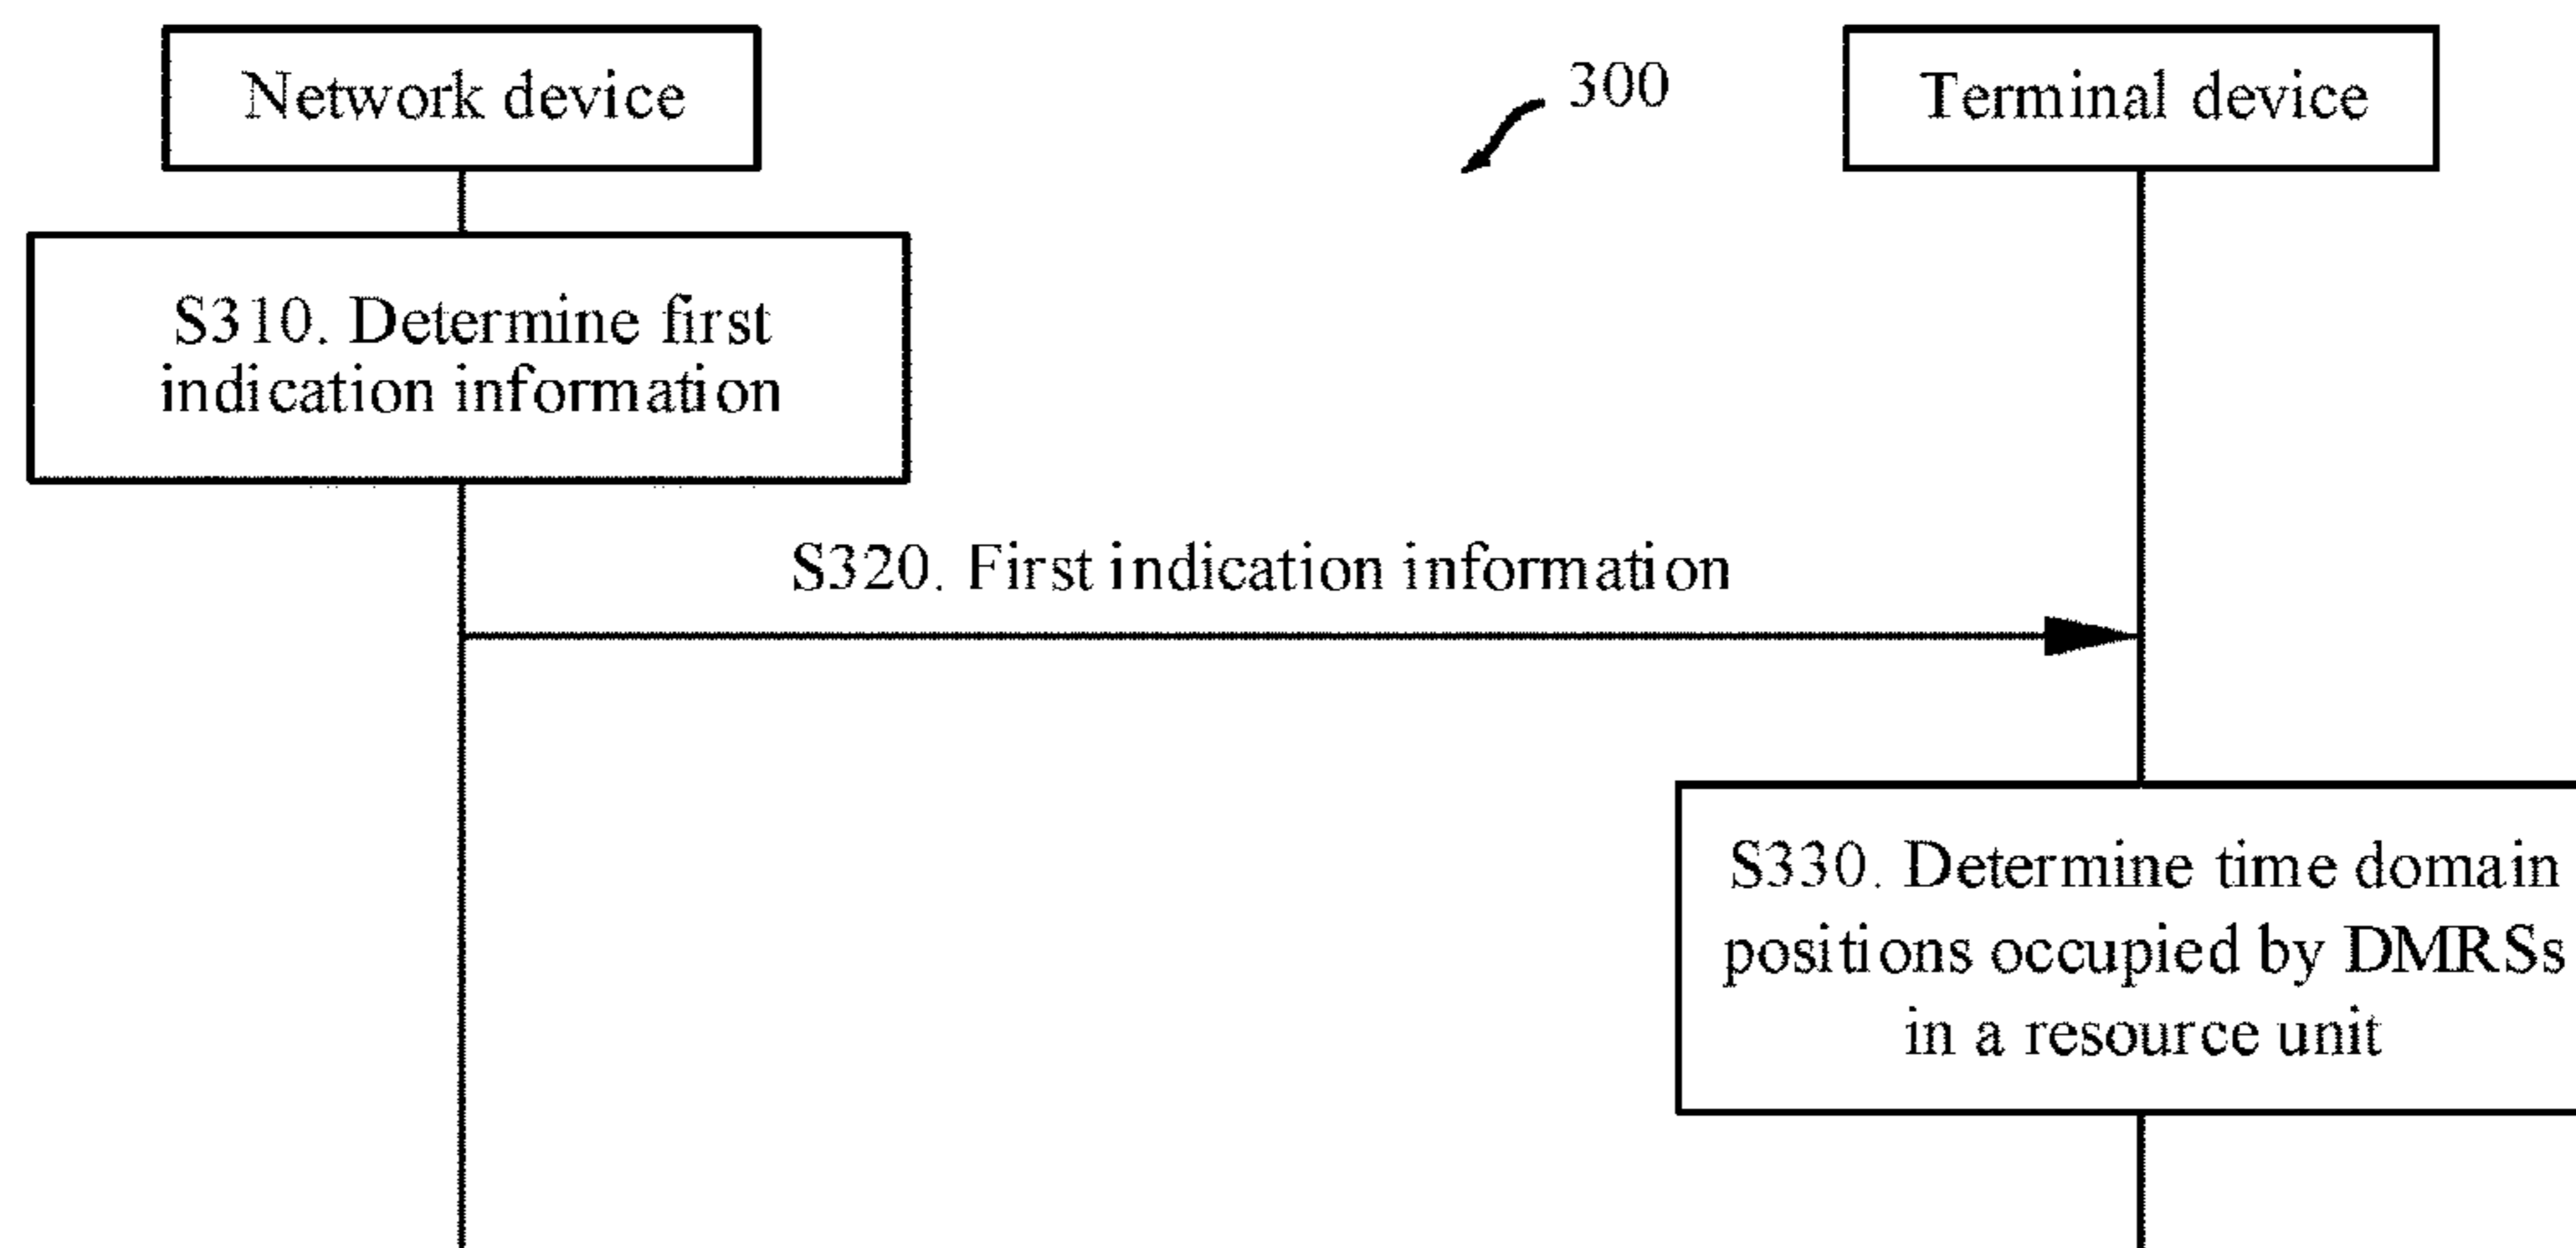 Network device
300
Terminal device
S310. Determine first
indication information
S320. First indication information
S330. Determine time domain
positions occupied by DMRSs
in a resource unit